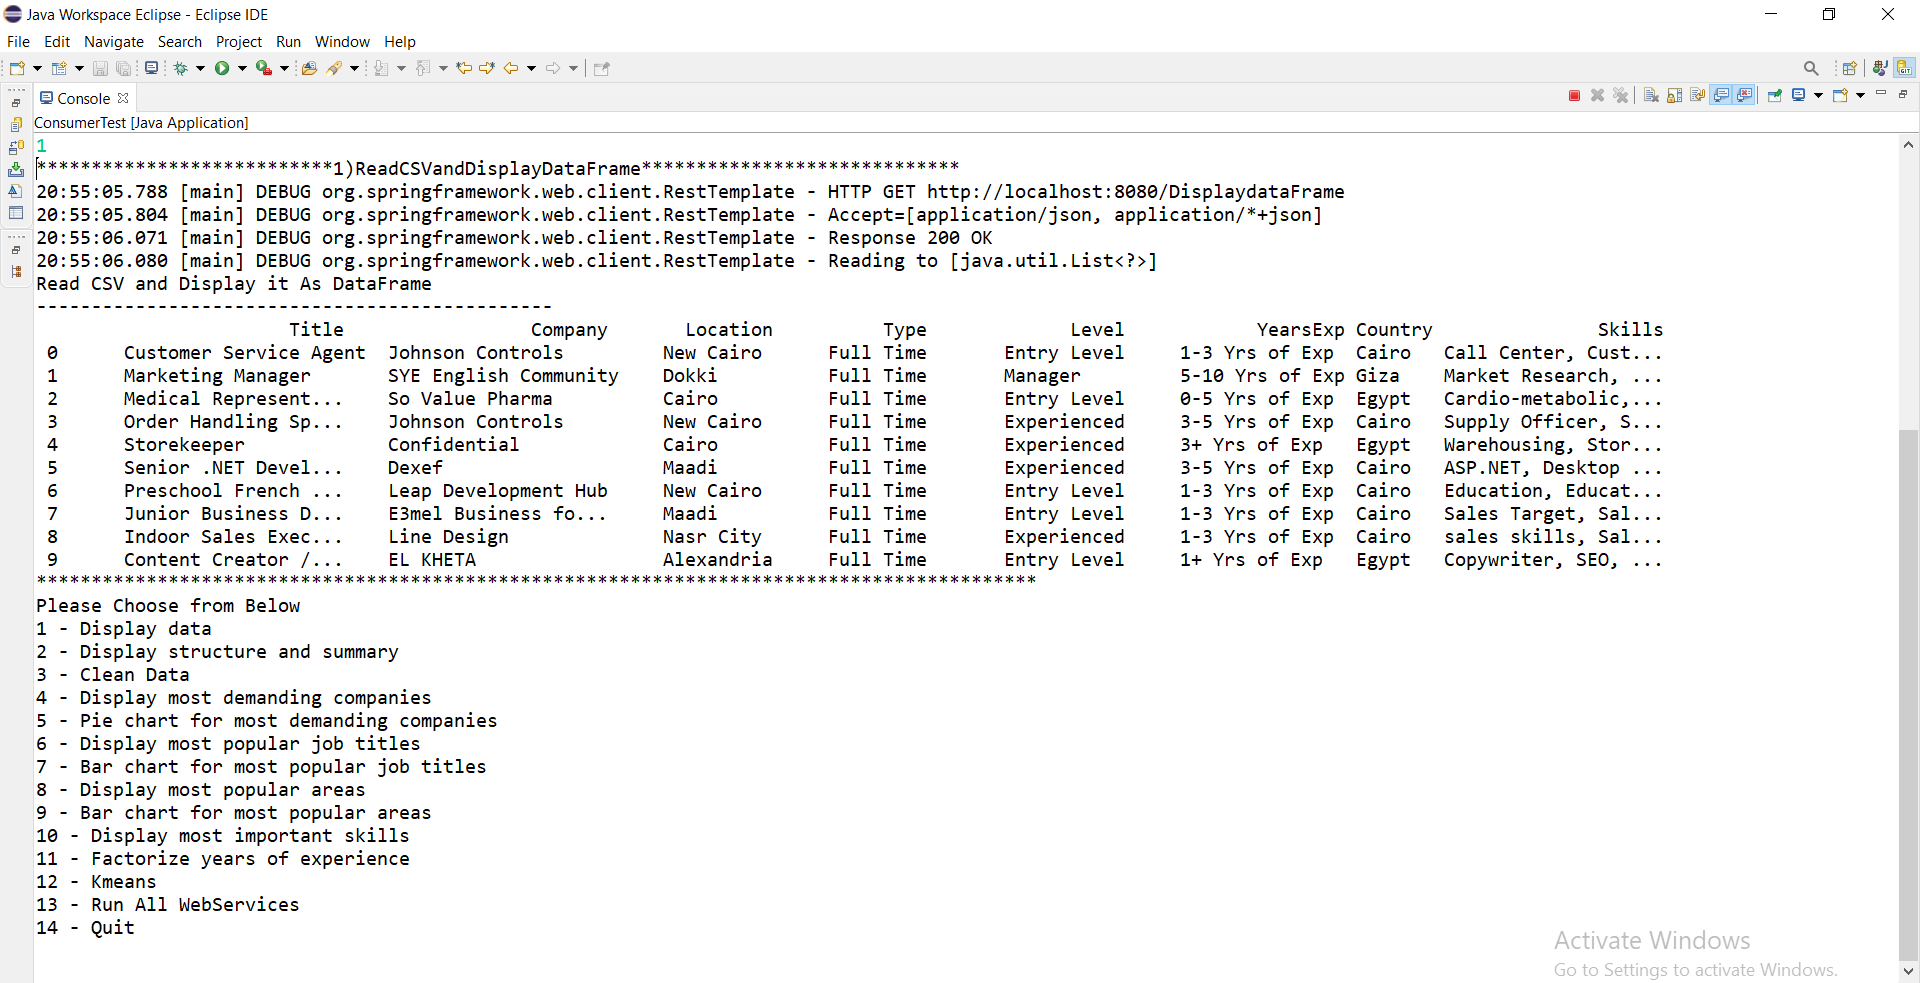 Java Workspace Eclipse - Eclipse IDE
File Edit Navigate Search Project Run Window Help
Console
ConsumerTest [Java Application]
1
***************************1)ReadCSVandDisplayDataFrame*****************************
20:55:05.788 [main] DEBUG org.springframework.web.client.RestTemplate - HTTP GET http://localhost:8080/DisplaydataFrame
20:55:05.804 [main] DEBUG org.springframework.web.client.RestTemplate - Accept=[application/json, application/*+json]
20:55:06.071 [main] DEBUG org.springframework.web.client.RestTemplate - Response 200 OK
20:55:06.080 [main] DEBUG org.springframework.web.client.RestTemplate - Reading to [java.util.List<?>]
Read CSV and Display it As DataFrame
-----------------------------------------------
Title Company Location Type Level YearsExp Country Skills
0 Customer Service Agent Johnson Controls New Cairo Full Time Entry Level 1-3 Yrs of Exp Cairo Call Center, Cust...
1 Marketing Manager SYE English Community Dokki Full Time Manager 5-10 Yrs of Exp Giza Market Research, ...
2 Medical Represent... So Value Pharma Cairo Full Time Entry Level 0-5 Yrs of Exp Egypt Cardio-metabolic,...
3 Order Handling Sp... Johnson Controls New Cairo Full Time Experienced 3-5 Yrs of Exp Cairo Supply Officer, S...
4 Storekeeper Confidential Cairo Full Time Experienced 3+ Yrs of Exp Egypt Warehousing, Stor...
5 Senior .NET Devel... Dexef Maadi Full Time Experienced 3-5 Yrs of Exp Cairo ASP.NET, Desktop ...
6 Preschool French ... Leap Development Hub New Cairo Full Time Entry Level 1-3 Yrs of Exp Cairo Education, Educat...
7 Junior Business D... E3mel Business fo... Maadi Full Time Entry Level 1-3 Yrs of Exp Cairo Sales Target, Sal...
8 Indoor Sales Exec... Line Design Nasr City Full Time Experienced 1-3 Yrs of Exp Cairo sales skills, Sal...
9 Content Creator /... EL KHETA Alexandria Full Time Entry Level 1+ Yrs of Exp Egypt Copywriter, SEO, ...
*******************************************************************************************
Please Choose from Below
1 - Display data
2 - Display structure and summary
3 - Clean Data
4 - Display most demanding companies
5 - Pie chart for most demanding companies
6 - Display most popular job titles
7 - Bar chart for most popular job titles
8 - Display most popular areas
9 - Bar chart for most popular areas
10 - Display most important skills
11 - Factorize years of experience
12 - Kmeans
13 - Run All WebServices
14 - Quit
Activate Windows
Go to Settings to activate Windows.